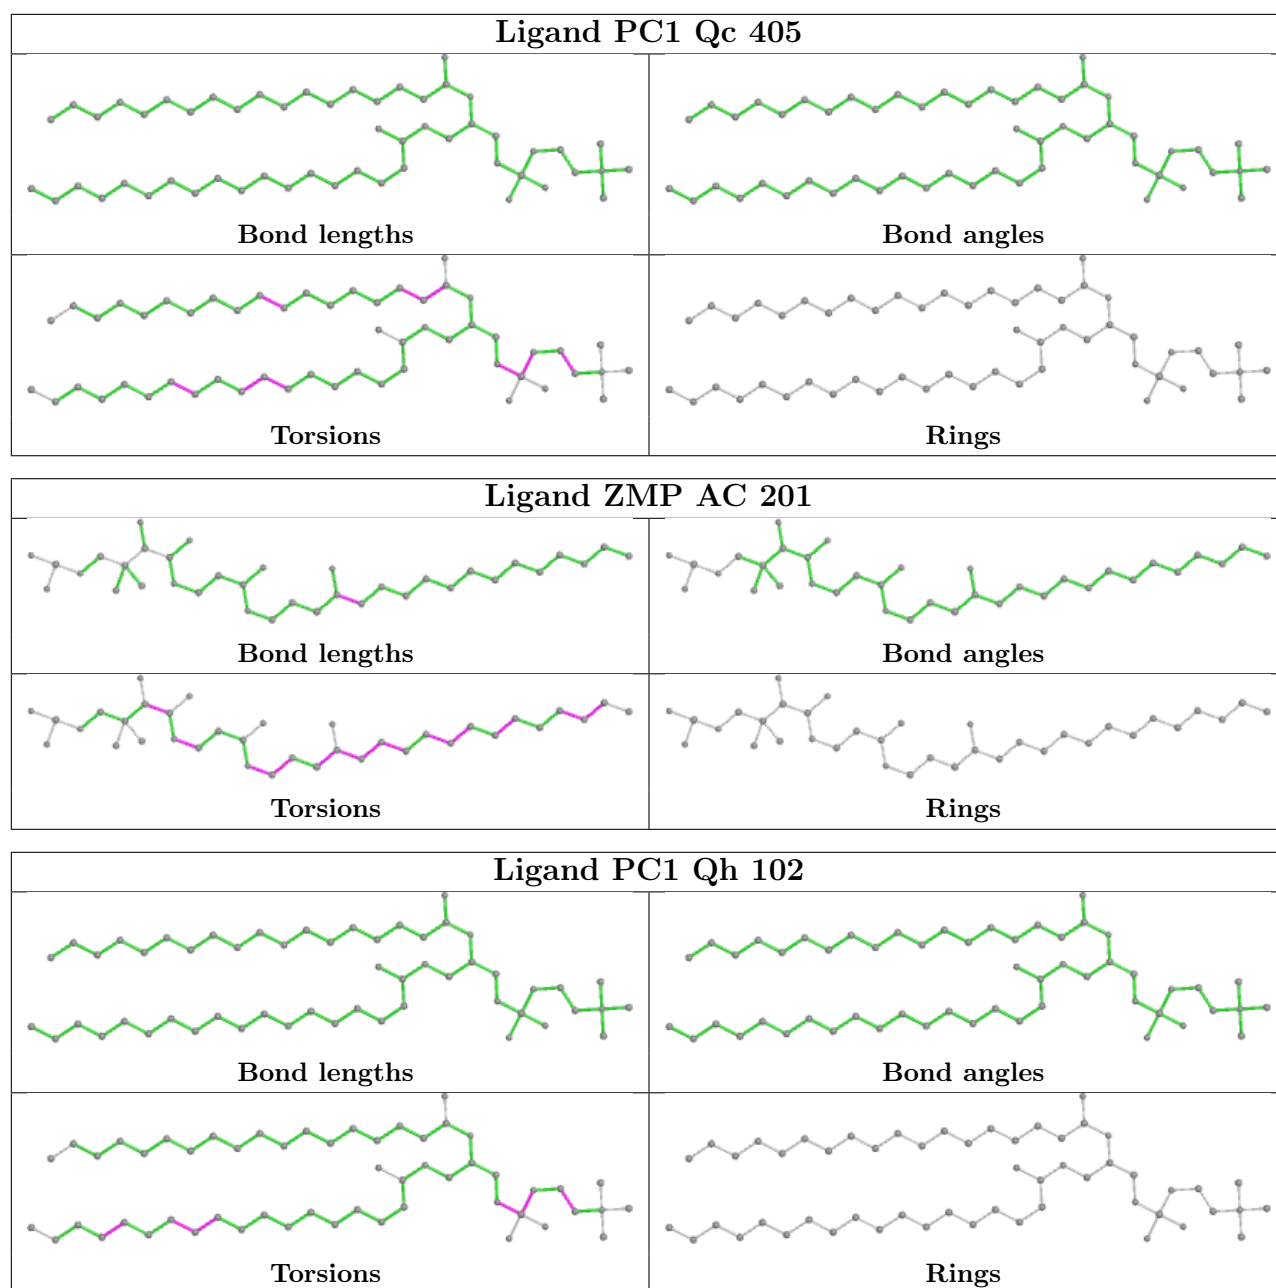 Ligand PC1 Qc 405
Bond lengths
Bond angles
Torsions
Rings
Ligand ZMP AC 201
Bond lengths
Bond angles
Torsions
Rings
Ligand PC1 Qh 102
Bond lengths
Bond angles
Torsions
Rings